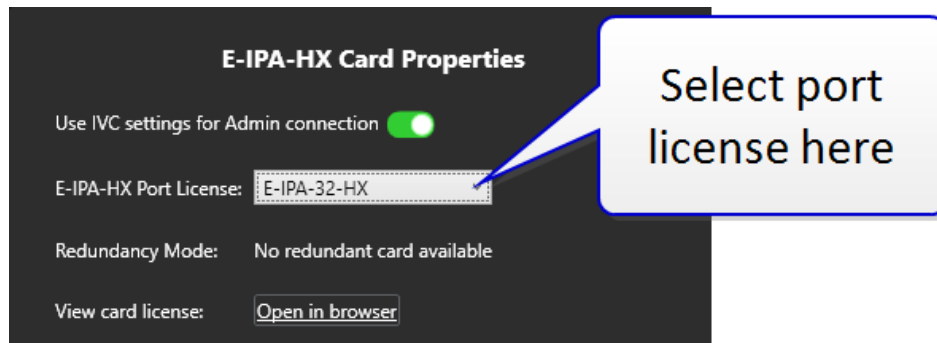 E-IPA-HX Card Properties
Select port
license here
Use IVC settings for Admin connection
E-IPA-HX Port License: E-IPA-32-HX
Redundancy Mode: No redundant card available
View card license: Open in browser